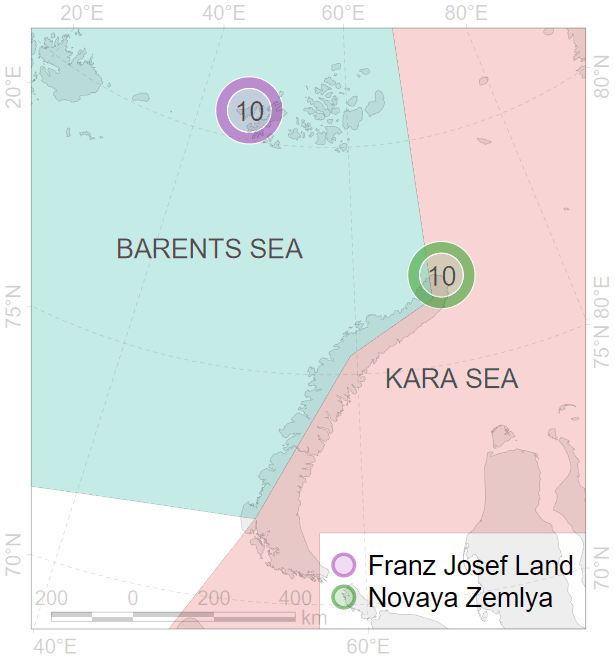 20°E 40°E 60°E 80°E
20°E
80°N
10
BARENTS SEA
10
75°N
75°N 80°E
KARA SEA
70°N
70°N
Franz Josef Land
Novaya Zemlya
200 0 200 400
km
40°E 60°E